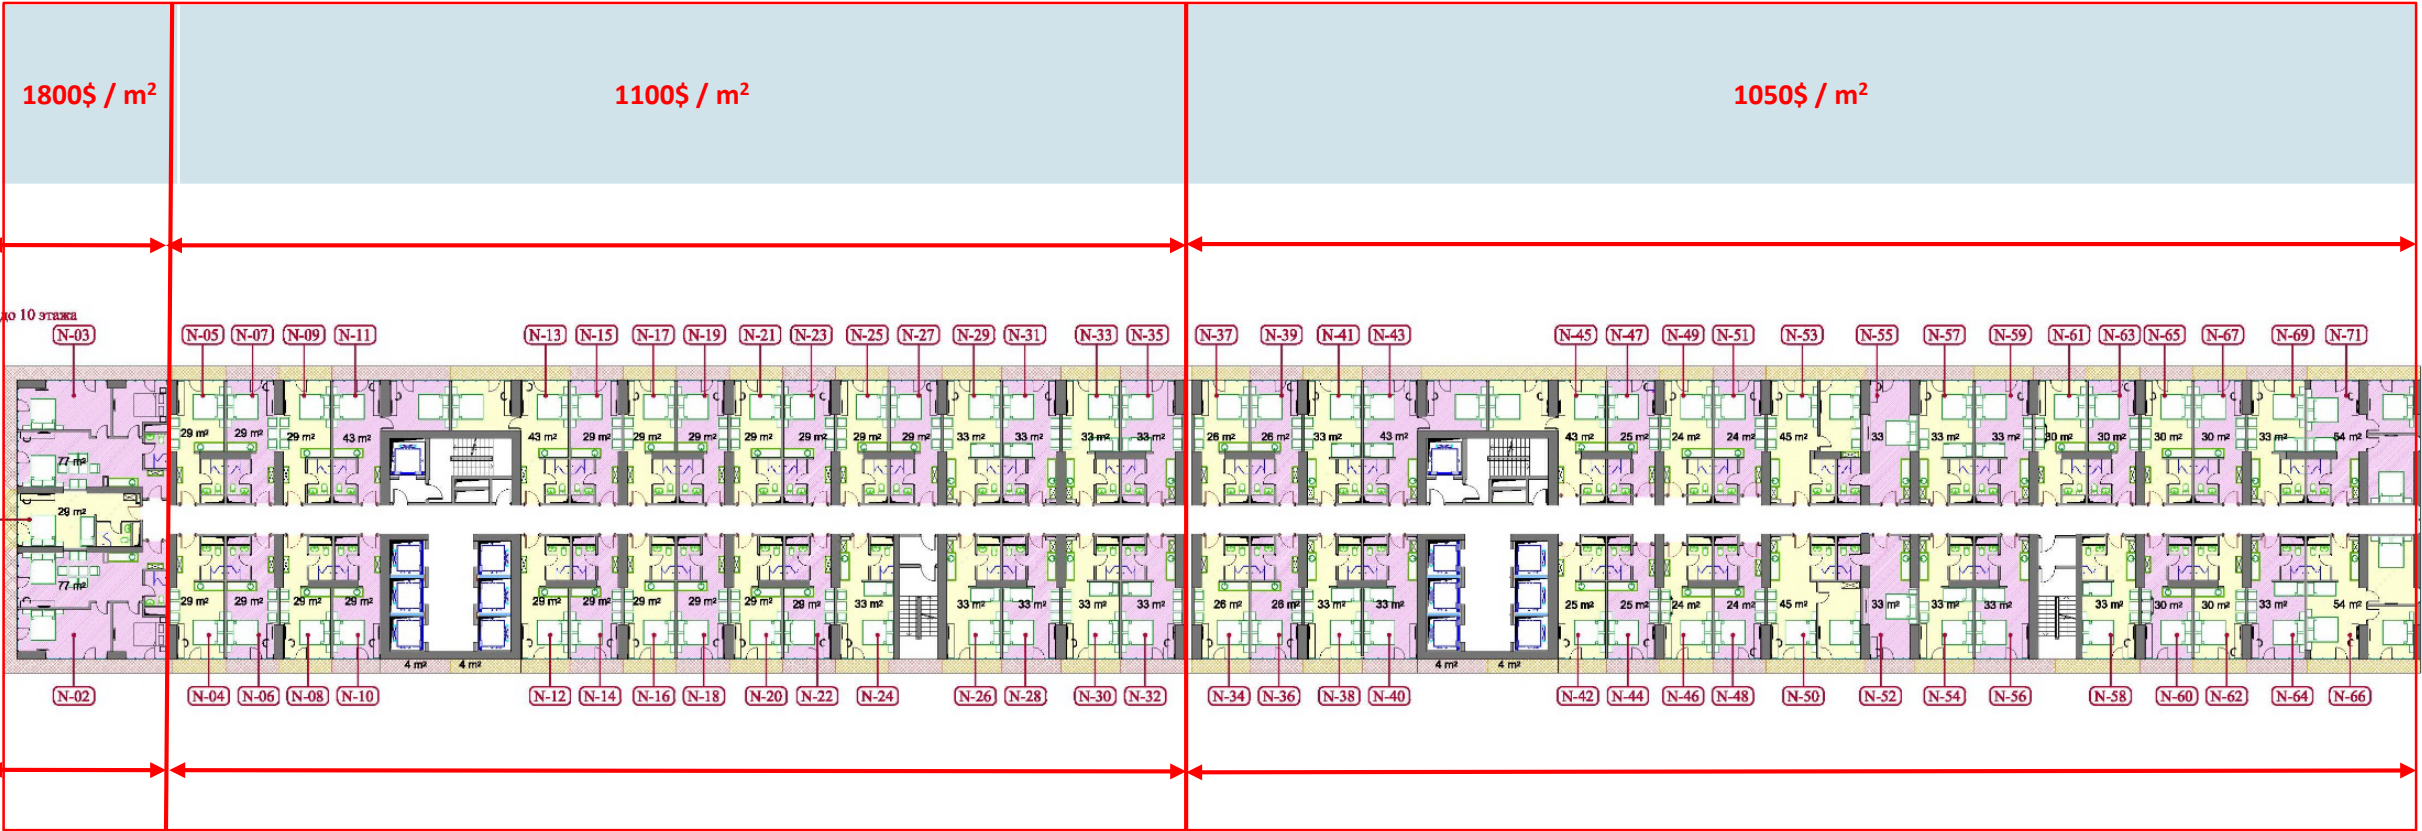 1800$ / m²
1100$ / m²
1050$ / m²
до 10 этажа
N-03 N-05 N-07 N-09 N-11 N-13 N-15 N-17 N-19 N-21 N-23 N-25 N-27 N-29 N-31 N-33 N-35 N-37 N-39 N-41 N-43 N-45 N-47 N-49 N-51 N-53 N-55 N-57 N-59 N-61 N-63 N-65 N-67 N-69 N-71
77 m² 29 m² 29 m² 29 m² 43 m² 43 m² 29 m² 29 m² 29 m² 29 m² 29 m² 29 m² 29 m² 33 m² 33 m² 33 m² 33 m² 26 m² 26 m² 33 m² 43 m² 43 m² 25 m² 24 m² 24 m² 45 m² 33 33 m² 33 m² 30 m² 30 m² 30 m² 30 m² 33 m² 54 m²
29 m²
77 m² 29 m² 29 m² 29 m² 29 m² 29 m² 29 m² 29 m² 29 m² 29 m² 29 m² 33 m² 33 m² 33 m² 33 m² 33 m² 26 m² 26 m² 33 m² 33 m² 25 m² 25 m² 24 m² 24 m² 45 m² 33 m² 33 m² 33 m² 33 m² 30 m² 30 m² 33 m² 54 m²
4 m² 4 m² 4 m² 4 m²
N-02 N-04 N-06 N-08 N-10 N-12 N-14 N-16 N-18 N-20 N-22 N-24 N-26 N-28 N-30 N-32 N-34 N-36 N-38 N-40 N-42 N-44 N-46 N-48 N-50 N-52 N-54 N-56 N-58 N-60 N-62 N-64 N-66